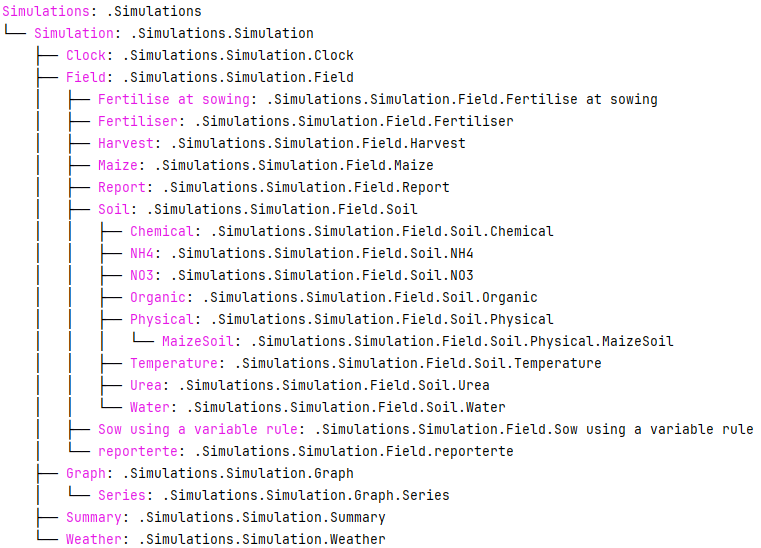 Simulations: .Simulations
└── Simulation: .Simulations.Simulation
    ├── Clock: .Simulations.Simulation.Clock
    ├── Field: .Simulations.Simulation.Field
    │   ├── Fertilise at sowing: .Simulations.Simulation.Field.Fertilise at sowing
    │   ├── Fertiliser: .Simulations.Simulation.Field.Fertiliser
    │   ├── Harvest: .Simulations.Simulation.Field.Harvest
    │   ├── Maize: .Simulations.Simulation.Field.Maize
    │   ├── Report: .Simulations.Simulation.Field.Report
    │   ├── Soil: .Simulations.Simulation.Field.Soil
    │   │   ├── Chemical: .Simulations.Simulation.Field.Soil.Chemical
    │   │   ├── NH4: .Simulations.Simulation.Field.Soil.NH4
    │   │   ├── NO3: .Simulations.Simulation.Field.Soil.NO3
    │   │   ├── Organic: .Simulations.Simulation.Field.Soil.Organic
    │   │   ├── Physical: .Simulations.Simulation.Field.Soil.Physical
    │   │   │   └── MaizeSoil: .Simulations.Simulation.Field.Soil.Physical.MaizeSoil
    │   │   ├── Temperature: .Simulations.Simulation.Field.Soil.Temperature
    │   │   ├── Urea: .Simulations.Simulation.Field.Soil.Urea
    │   │   └── Water: .Simulations.Simulation.Field.Soil.Water
    │   ├── Sow using a variable rule: .Simulations.Simulation.Field.Sow using a variable rule
    │   └── reporterte: .Simulations.Simulation.Field.reporterte
    ├── Graph: .Simulations.Simulation.Graph
    │   └── Series: .Simulations.Simulation.Graph.Series
    ├── Summary: .Simulations.Simulation.Summary
    └── Weather: .Simulations.Simulation.Weather